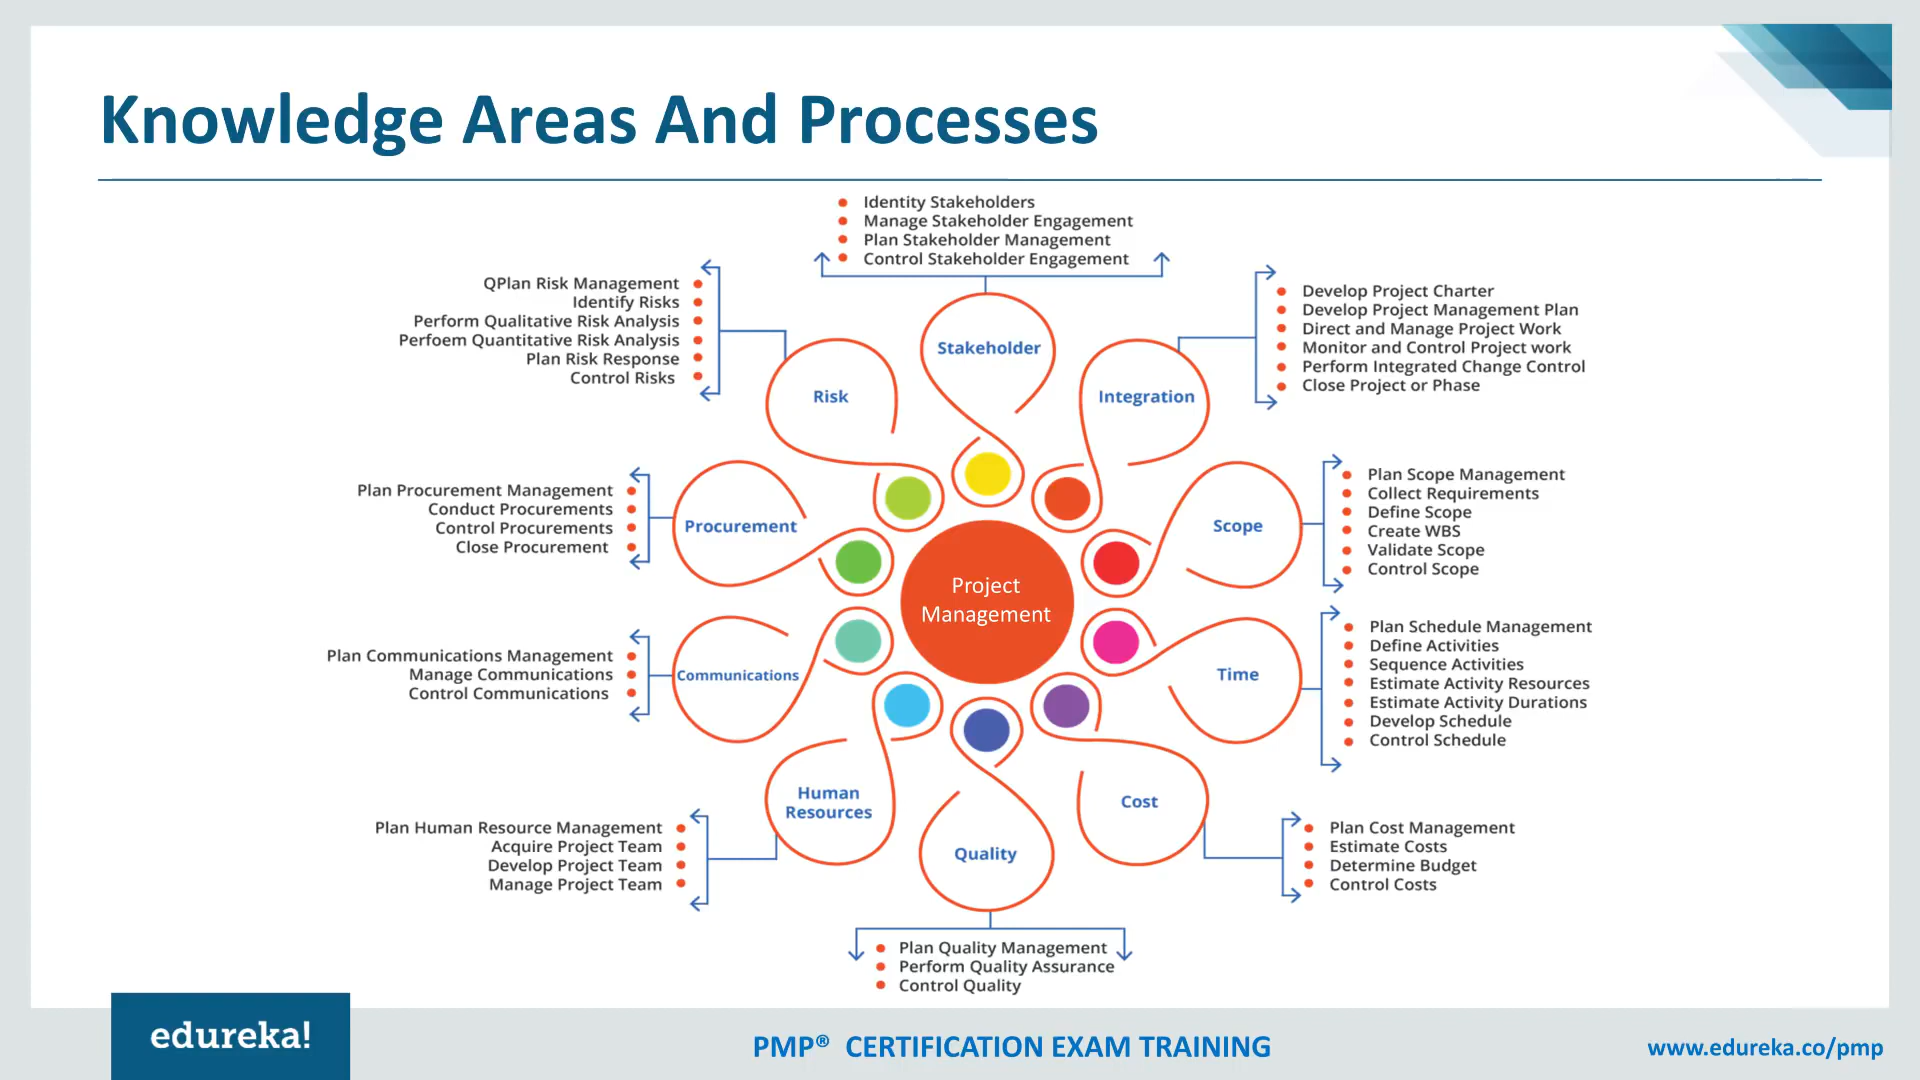 Knowledge Areas And Processes
Identity Stakeholders
Manage Stakeholder Engagement
Plan Stakeholder Management
Control Stakeholder Engagement
Stakeholder
Develop Project Charter
Develop Project Management Plan
Direct and Manage Project Work
Monitor and Control Project work
Perform Integrated Change Control
Close Project or Phase
Integration
Plan Scope Management
Collect Requirements
Define Scope
Create WBS
Validate Scope
Control Scope
Scope
Plan Schedule Management
Define Activities
Sequence Activities
Estimate Activity Resources
Estimate Activity Durations
Develop Schedule
Control Schedule
Time
Plan Cost Management
Estimate Costs
Determine Budget
Control Costs
Cost
Quality
Plan Quality Management
Perform Quality Assurance
Control Quality
Human
Resources
Plan Human Resource Management
Acquire Project Team
Develop Project Team
Manage Project Team
Communications
Plan Communications Management
Manage Communications
Control Communications
Procurement
Plan Procurement Management
Conduct Procurements
Control Procurements
Close Procurement
Risk
QPlan Risk Management
Identify Risks
Perform Qualitative Risk Analysis
Perfoem Quantitative Risk Analysis
Plan Risk Response
Control Risks
Project
Management
edureka!
PMP® CERTIFICATION EXAM TRAINING
www.edureka.co/pmp